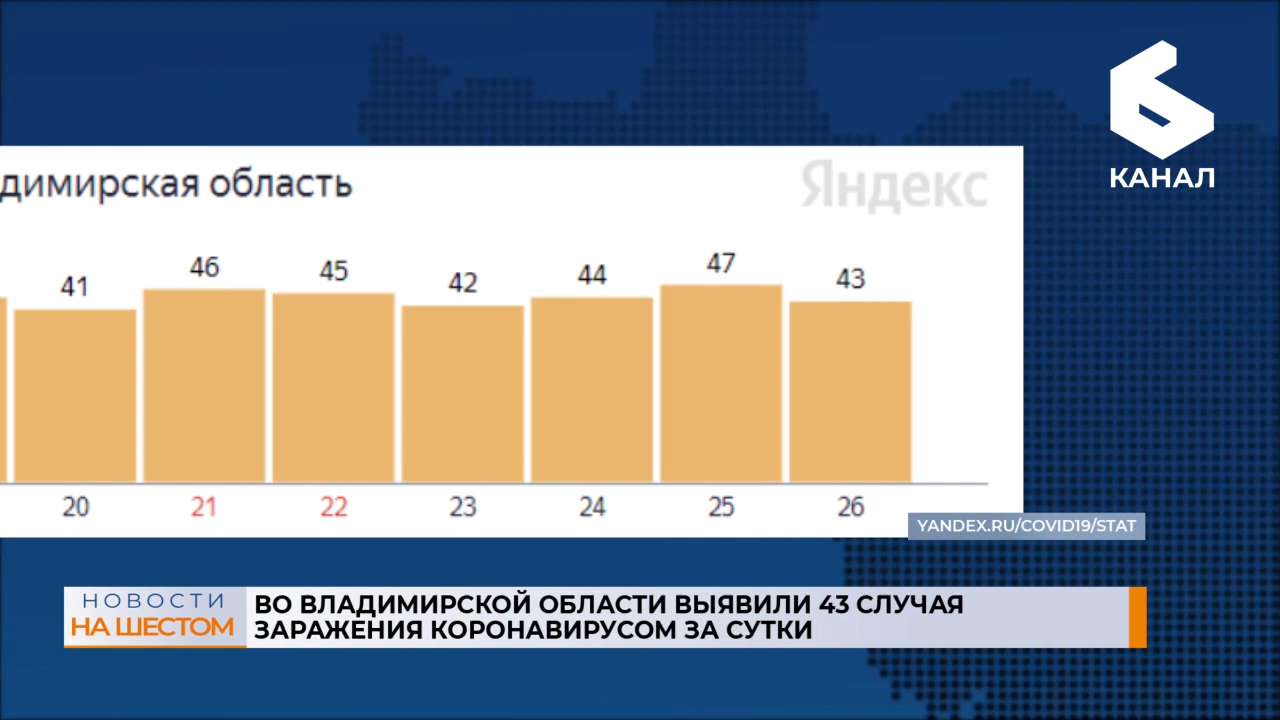 6
КАНАЛ
димирская область
Яндекс
41 46 45 42 44 47 43
20 21 22 23 24 25 26
YANDEX.RU/COVID19/STAT
НОВОСТИ
НА ШЕСТОМ
ВО ВЛАДИМИРСКОЙ ОБЛАСТИ ВЫЯВИЛИ 43 СЛУЧАЯ
ЗАРАЖЕНИЯ КОРОНАВИРУСОМ ЗА СУТКИ